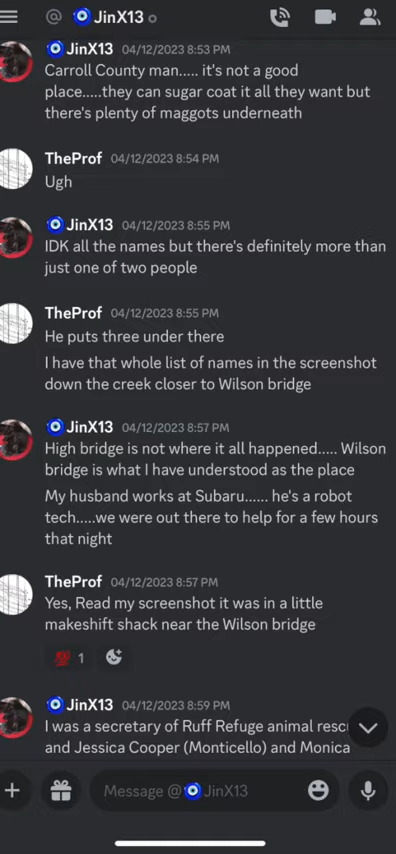 @ JinX13
JinX13 04/12/2023 8:53 PM
Carroll County man..... it's not a good
place.....they can sugar coat it all they want but
there's plenty of maggots underneath
TheProf 04/12/2023 8:54 PM
Ugh
JinX13 04/12/2023 8:55 PM
IDK all the names but there's definitely more than
just one of two people
TheProf 04/12/2023 8:55 PM
He puts three under there
I have that whole list of names in the screenshot
down the creek closer to Wilson bridge
JinX13 04/12/2023 8:57 PM
High bridge is not where it all happened..... Wilson
bridge is what I have understood as the place
My husband works at Subaru...... he's a robot
tech.....we were out there to help for a few hours
that night
TheProf 04/12/2023 8:57 PM
Yes, Read my screenshot it was in a little
makeshift shack near the Wilson bridge
💯 1
JinX13 04/12/2023 8:59 PM
I was a secretary of Ruff Refuge animal
and Jessica Cooper (Monticello) and Monica
Message @ JinX13